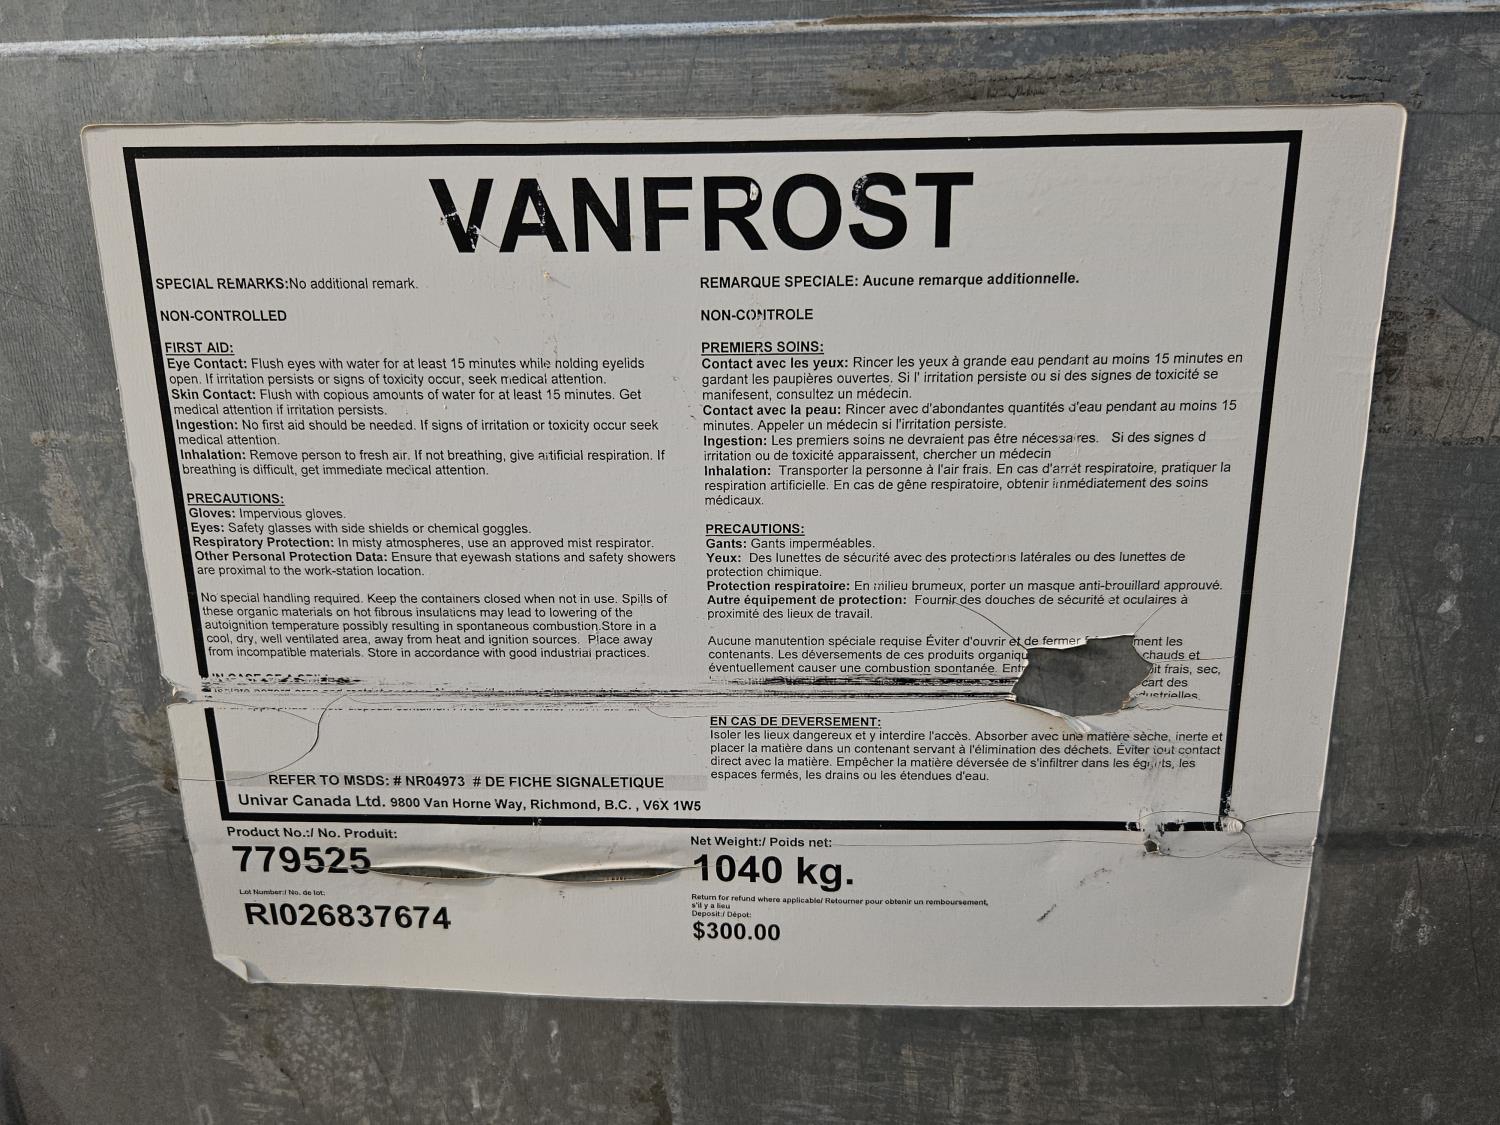 VANFROST
SPECIAL REMARKS:No additional remark.
NON-CONTROLLED
FIRST AID:
Eye Contact: Flush eyes with water for at least 15 minutes while holding eyelids
open. If irritation persists or signs of toxicity occur, seek medical attention.
Skin Contact: Flush with copious amounts of water for at least 15 minutes. Get
medical attention if irritation persists.
Ingestion: No first aid should be needed. If signs of irritation or toxicity occur seek
medical attention.
Inhalation: Remove person to fresh air. If not breathing, give artificial respiration. If
breathing is difficult, get immediate medical attention.
PRECAUTIONS:
Gloves: Impervious gloves.
Eyes: Safety glasses with side shields or chemical goggles.
Respiratory Protection: In misty atmospheres, use an approved mist respirator.
Other Personal Protection Data: Ensure that eyewash stations and safety showers
are proximal to the work-station location.
No special handling required. Keep the containers closed when not in use. Spills of
these organic materials on hot fibrous insulations may lead to lowering of the
autoignition temperature possibly resulting in spontaneous combustion.Store in a
cool, dry, well ventilated area, away from heat and ignition sources. Place away
from incompatible materials. Store in accordance with good industrial practices.
IN CASE OF A SPILL
REMARQUE SPECIALE: Aucune remarque additionnelle.
NON-CONTROLE
PREMIERS SOINS:
Contact avec les yeux: Rincer les yeux à grande eau pendant au moins 15 minutes en
gardant les paupières ouvertes. Si l' irritation persiste ou si des signes de toxicité se
manifesent, consultez un médecin.
Contact avec la peau: Rincer avec d'abondantes quantités d'eau pendant au moins 15
minutes. Appeler un médecin si l'irritation persiste.
Ingestion: Les premiers soins ne devraient pas être nécessaires. Si des signes d
irritation ou de toxicité apparaissent, chercher un médecin
Inhalation: Transporter la personne à l'air frais. En cas d'arrêt respiratoire, pratiquer la
respiration artificielle. En cas de gêne respiratoire, obtenir immédiatement des soins
médicaux.
PRECAUTIONS:
Gants: Gants imperméables.
Yeux: Des lunettes de sécurité avec des protections latérales ou des lunettes de
protection chimique.
Protection respiratoire: En milieu brumeux, porter un masque anti-brouillard approuvé.
Autre équipement de protection: Fournir des douches de sécurité et oculaires à
proximité des lieux de travail.
Aucune manutention spéciale requise Éviter d'ouvrir et de fermer ment les
contenants. Les déversements de ces produits organiqu chauds et
éventuellement causer une combustion spontanée. Ent it frais, sec,
cart des
dustrielles.
EN CAS DE DEVERSEMENT:
Isoler les lieux dangereux et y interdire l'accès. Absorber avec une matière sèche, inerte et
placer la matière dans un contenant servant à l'élimination des déchets. Éviter tout contact
direct avec la matière. Empêcher la matière déversée de s'infiltrer dans les égouts, les
espaces fermés, les drains ou les étendues d'eau.
REFER TO MSDS: # NR04973 # DE FICHE SIGNALETIQUE
Univar Canada Ltd. 9800 Van Horne Way, Richmond, B.C. , V6X 1W5
Product No.:/ No. Produit:
779525
Lot Number:/ No. de lot:
RI026837674
Net Weight:/ Poids net:
1040 kg.
Return for refund where applicable/ Retourner pour obtenir un remboursement,
s'il y a lieu
Deposit:/ Dépot:
$300.00